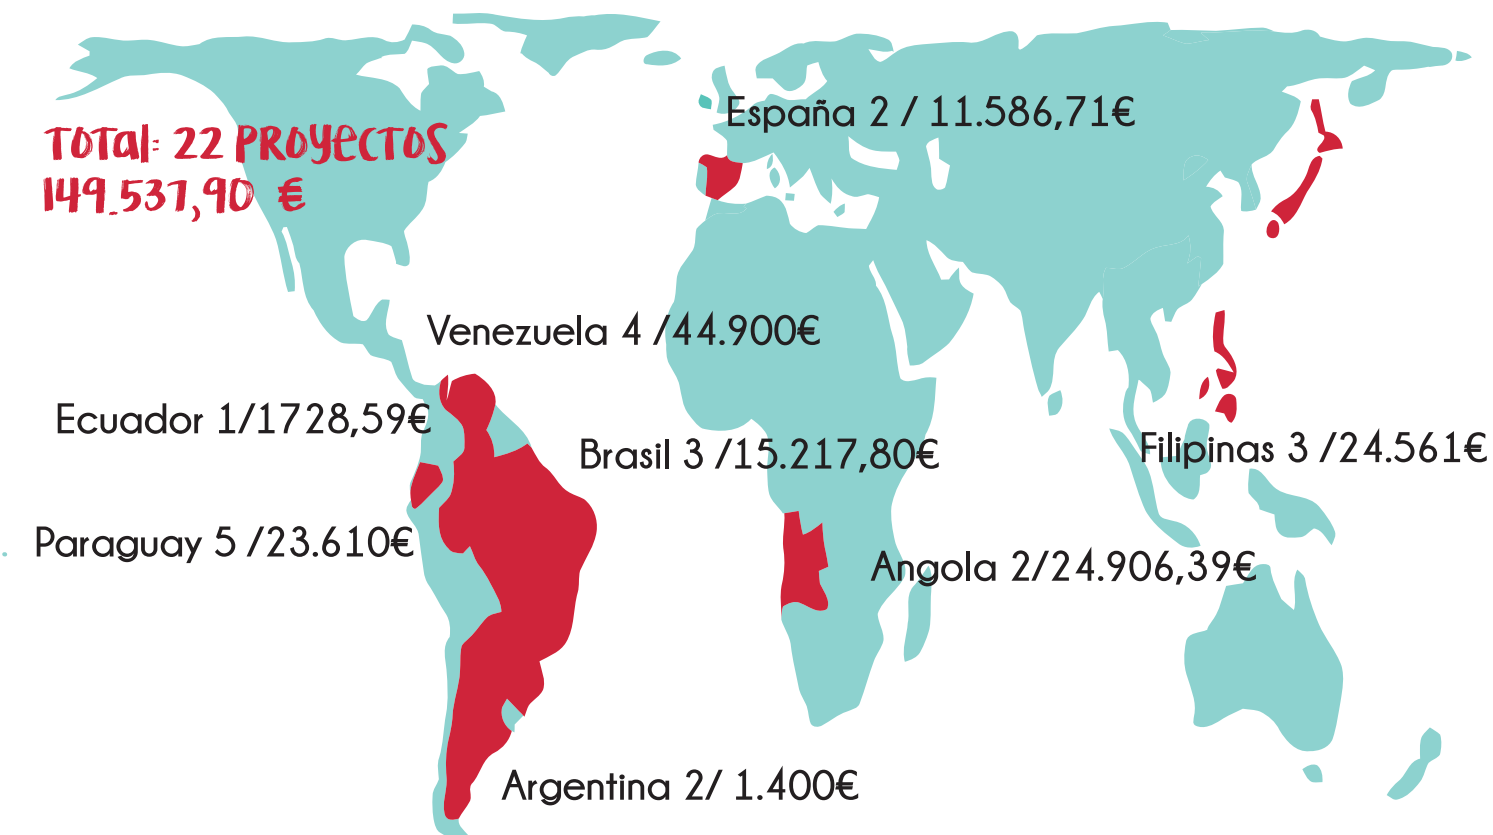 España 2 / 11.586,71€
TOTal: 22 PROYECTOS
149.537,90 €
Venezuela 4 /44.900€
Ecuador 1/1728,59€
Brasil 3 /15.217,80€
Filipinas 3 /24.561€
Paraguay 5 /23.610€
Angola 2/24.906,39€
Argentina 2/ 1.400€